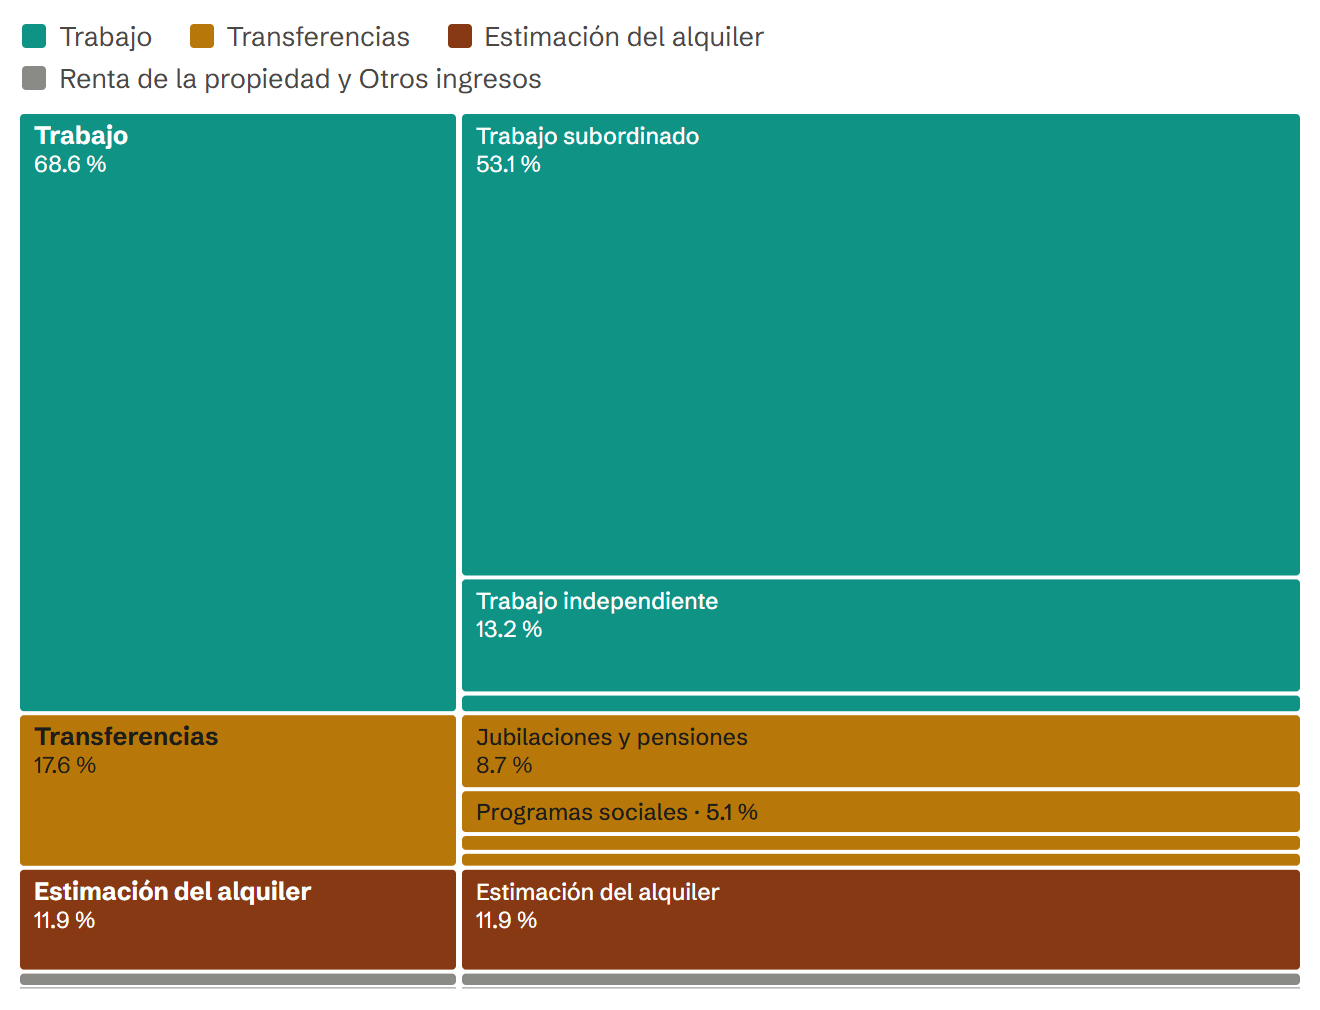 Trabajo
Transferencias
Estimación del alquiler
Renta de la propiedad y Otros ingresos
Trabajo
68.6 %
Trabajo subordinado
53.1 %
Trabajo independiente
13.2 %
Transferencias
17.6 %
Jubilaciones y pensiones
8.7 %
Programas sociales · 5.1 %
Estimación del alquiler
11.9 %
Estimación del alquiler
11.9 %